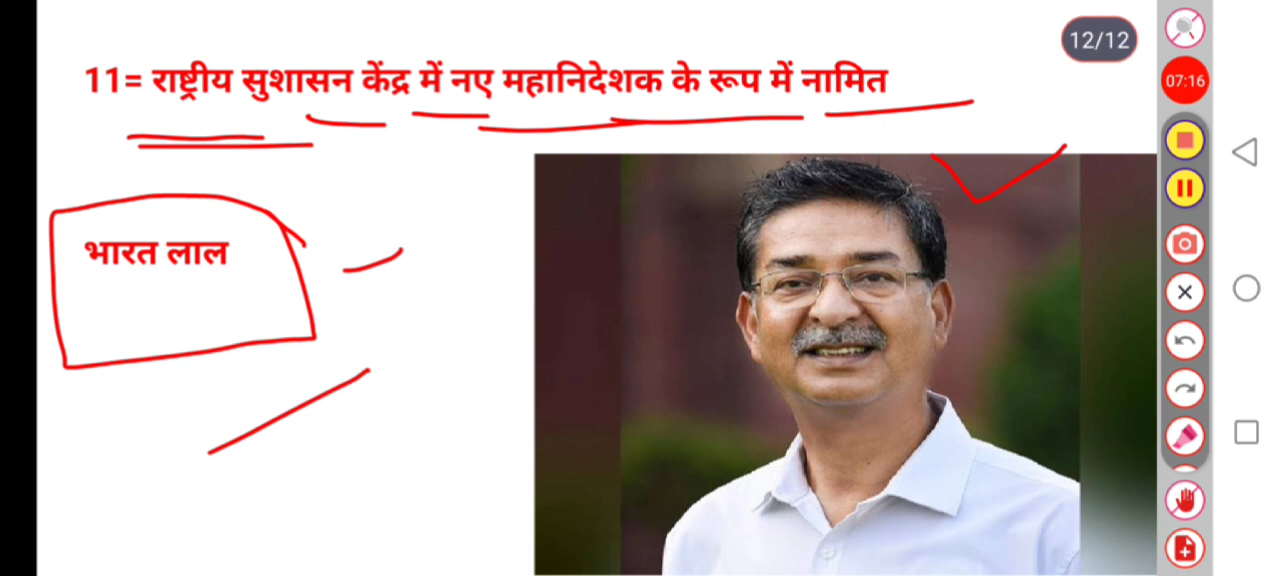 12/12
11= राष्ट्रीय सुशासन केंद्र में नए महानिदेशक के रूप में नामित
07:16
भारत लाल